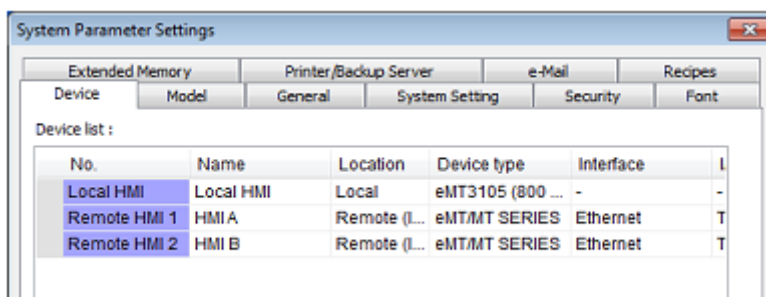 System Parameter Settings
Extended Memory Printer/Backup Server e-Mail Recipes
Device Model General System Setting Security Font
Device list :
No. Name Location Device type Interface
Local HMI Local HMI Local eMT3105 (800 ... - -
Remote HMI 1 HMI A Remote (I... eMT/MT SERIES Ethernet T
Remote HMI 2 HMI B Remote (I... eMT/MT SERIES Ethernet T